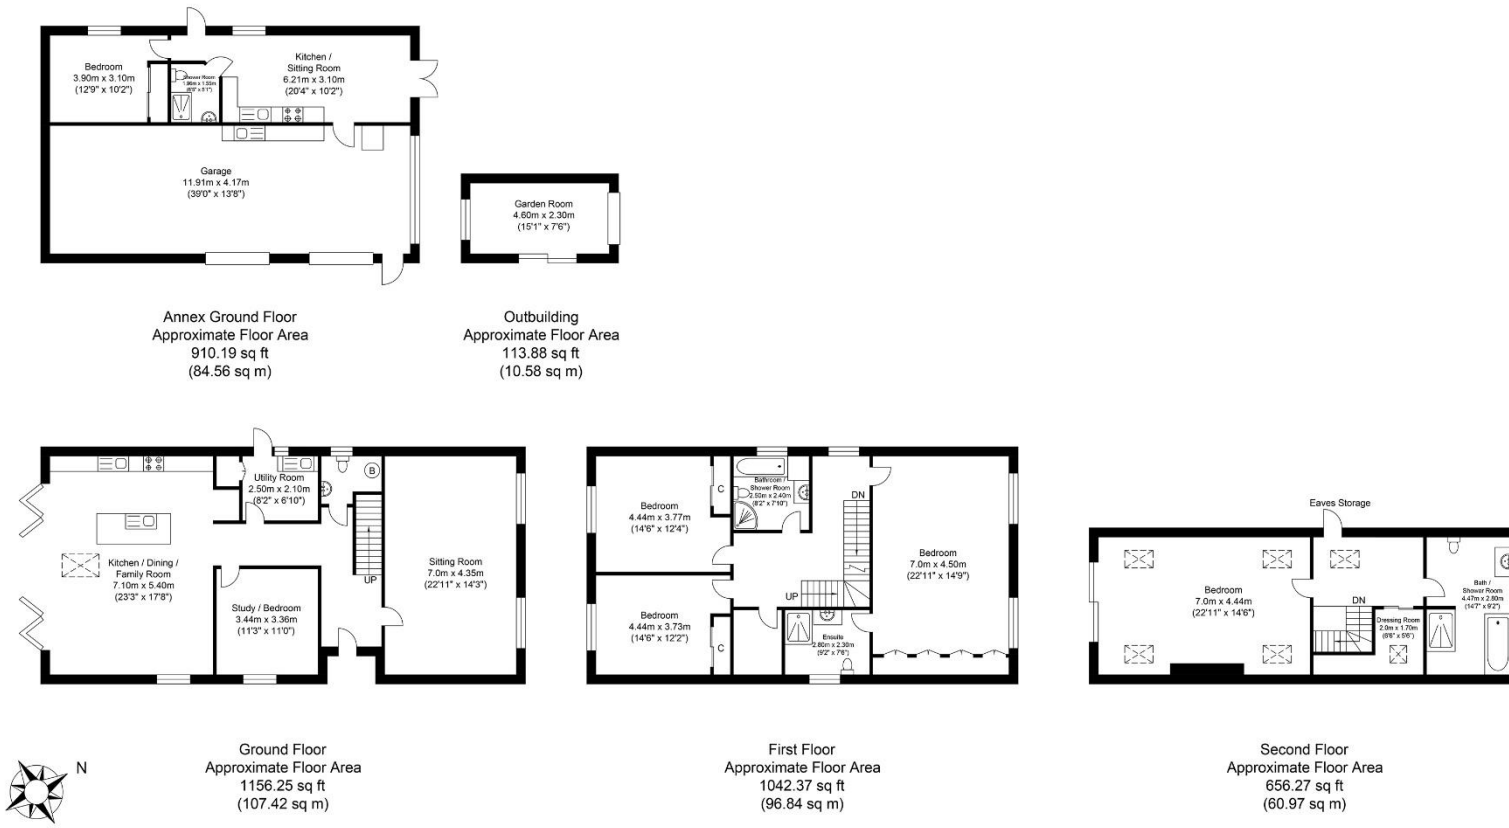 Bedroom
3.90m x 3.10m
(12'9" x 10'2")
Shower Room
Kitchen /
Sitting Room
6.21m x 3.10m
(20'4" x 10'2")
Garage
11.91m x 4.17m
(39'0" x 13'8")
Garden Room
4.60m x 2.30m
(15'1" x 7'6")
Annex Ground Floor
Approximate Floor Area
910.19 sq ft
(84.56 sq m)
Outbuilding
Approximate Floor Area
113.88 sq ft
(10.58 sq m)
Utility Room
2.50m x 2.10m
(8'2" x 6'10")
B
Kitchen / Dining /
Family Room
7.10m x 5.40m
(23'3" x 17'8")
UP
Study / Bedroom
3.44m x 3.36m
(11'3" x 11'0")
Sitting Room
7.0m x 4.35m
(22'11" x 14'3")
Bedroom
4.44m x 3.77m
(14'6" x 12'4")
C
Bathroom /
Shower Room
2.50m x 2.40m
(8'2" x 7'10")
DN
UP
Bedroom
7.0m x 4.50m
(22'11" x 14'9")
Bedroom
4.44m x 3.73m
(14'6" x 12'2")
C
Ensuite
2.80m x 2.30m
(9'2" x 7'6")
Eaves Storage
Bedroom
7.0m x 4.44m
(22'11" x 14'6")
DN
Dressing Room
2.0m x 1.70m
(6'6" x 5'6")
Bath /
Shower Room
4.47m x 2.80m
(14'7" x 9'2")
N
Ground Floor
Approximate Floor Area
1156.25 sq ft
(107.42 sq m)
First Floor
Approximate Floor Area
1042.37 sq ft
(96.84 sq m)
Second Floor
Approximate Floor Area
656.27 sq ft
(60.97 sq m)